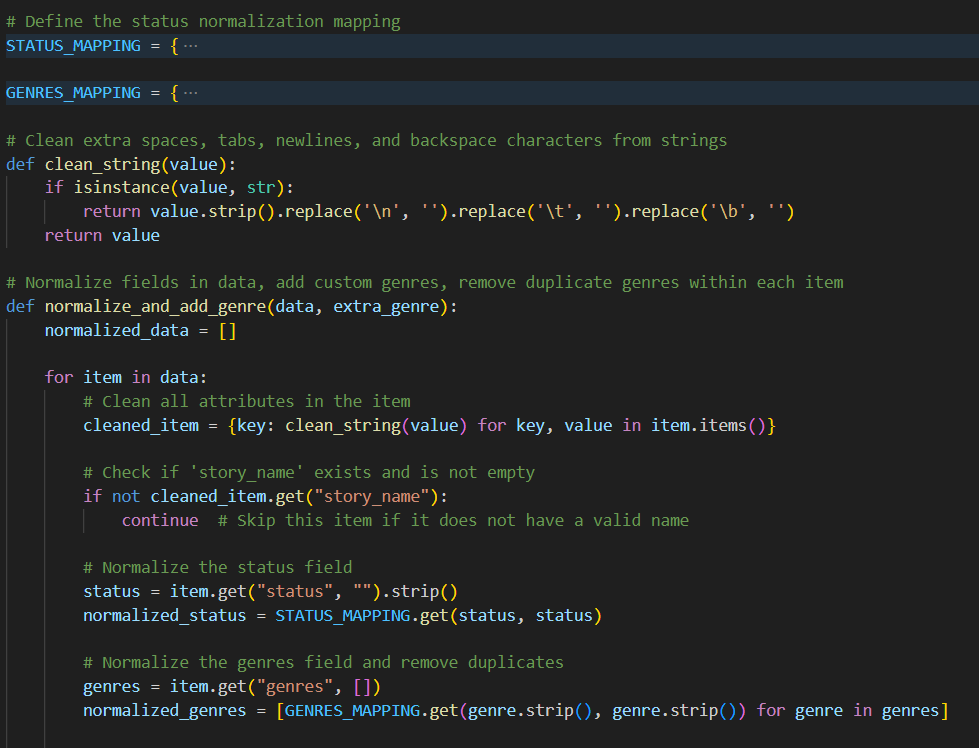 # Define the status normalization mapping
STATUS_MAPPING = { ···
GENRES_MAPPING = { ···
# Clean extra spaces, tabs, newlines, and backspace characters from strings
def clean_string(value):
    if isinstance(value, str):
        return value.strip().replace('\n', '').replace('\t', '').replace('\b', '')
    return value
# Normalize fields in data, add custom genres, remove duplicate genres within each item
def normalize_and_add_genre(data, extra_genre):
    normalized_data = []
    for item in data:
        # Clean all attributes in the item
        cleaned_item = {key: clean_string(value) for key, value in item.items()}
        # Check if 'story_name' exists and is not empty
        if not cleaned_item.get("story_name"):
            continue  # Skip this item if it does not have a valid name
        # Normalize the status field
        status = item.get("status", "").strip()
        normalized_status = STATUS_MAPPING.get(status, status)
        # Normalize the genres field and remove duplicates
        genres = item.get("genres", [])
        normalized_genres = [GENRES_MAPPING.get(genre.strip(), genre.strip()) for genre in genres]